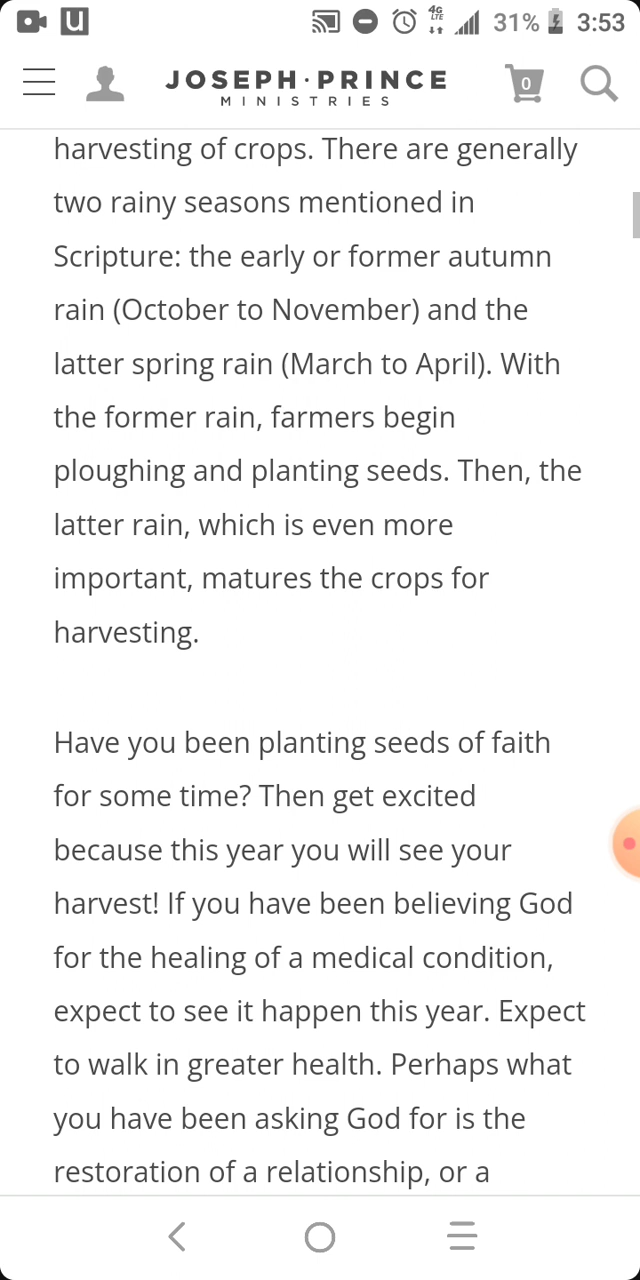 U
4G
LTE
31%
3:53
JOSEPH·PRINCE
MINISTRIES
0
harvesting of crops. There are generally
two rainy seasons mentioned in
Scripture: the early or former autumn
rain (October to November) and the
latter spring rain (March to April). With
the former rain, farmers begin
ploughing and planting seeds. Then, the
latter rain, which is even more
important, matures the crops for
harvesting.
Have you been planting seeds of faith
for some time? Then get excited
because this year you will see your
harvest! If you have been believing God
for the healing of a medical condition,
expect to see it happen this year. Expect
to walk in greater health. Perhaps what
you have been asking God for is the
restoration of a relationship, or a